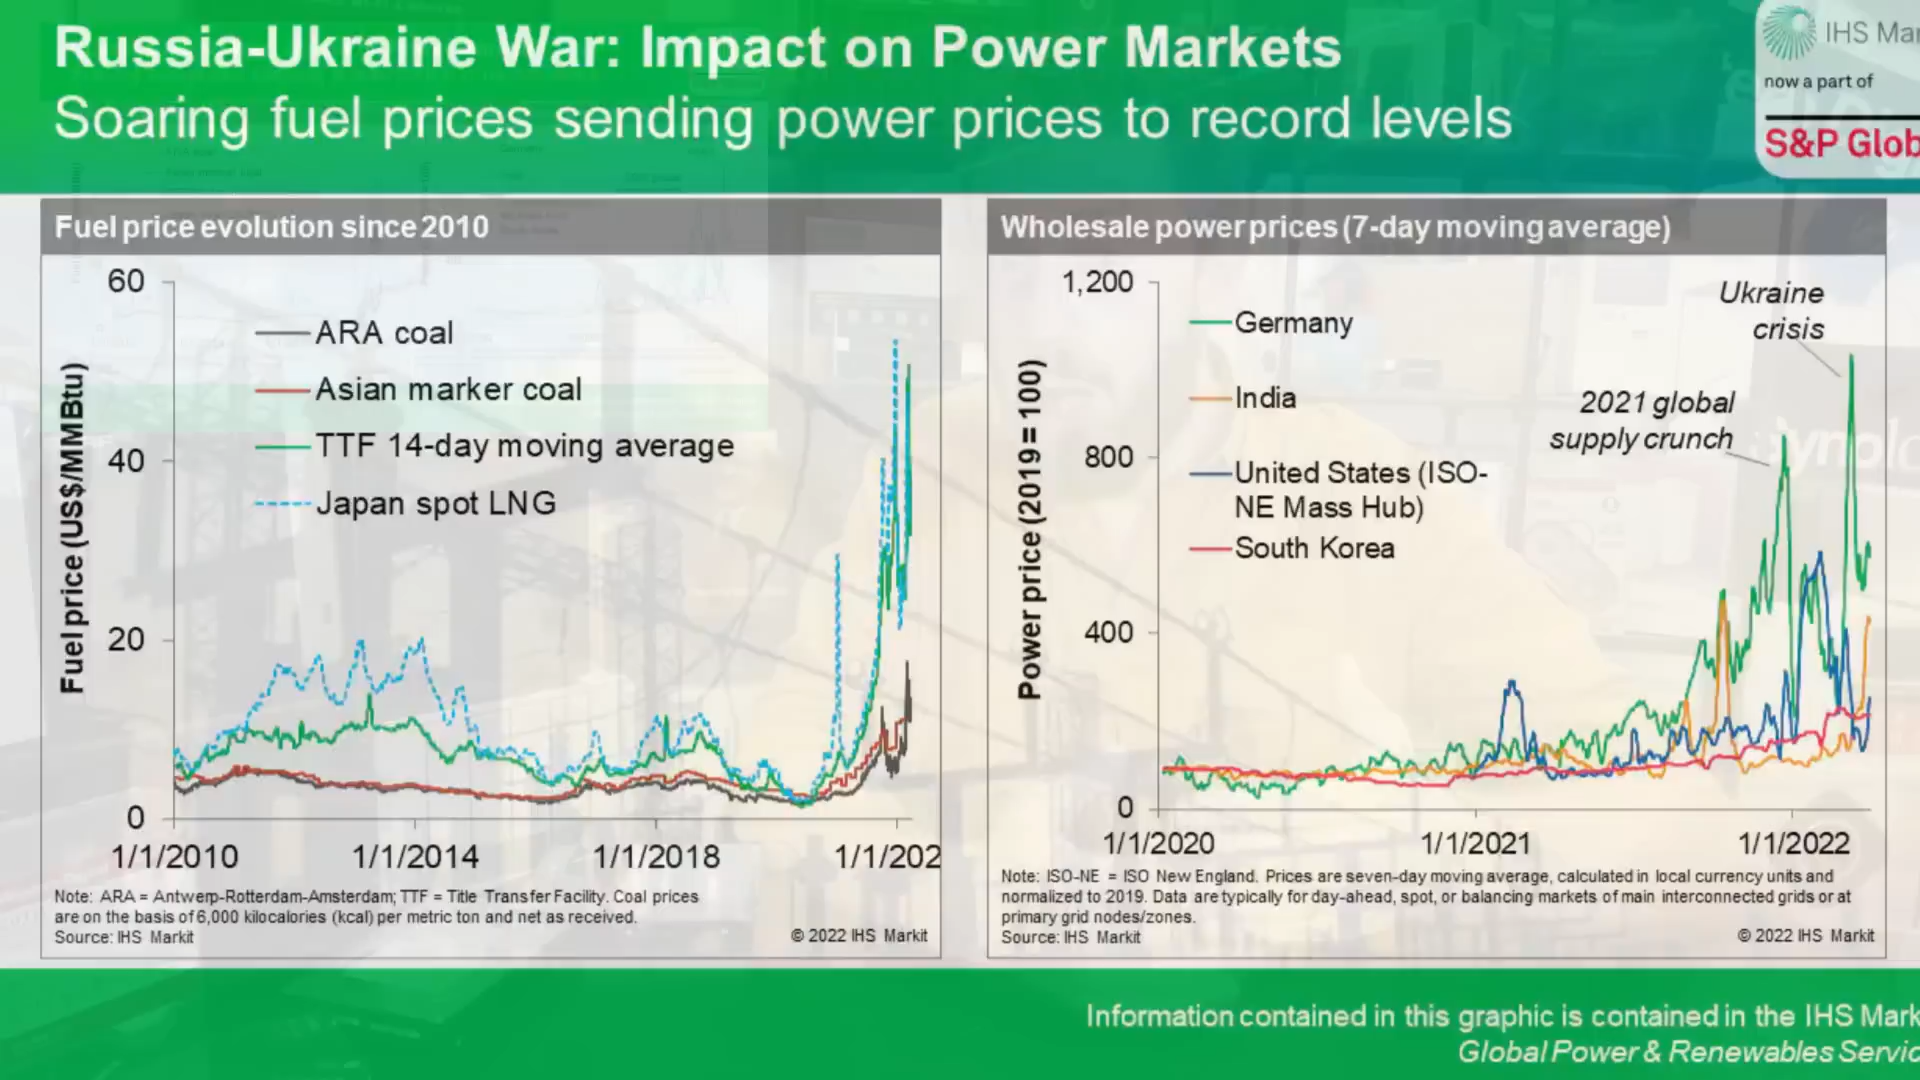 Russia-Ukraine War: Impact on Power Markets
Soaring fuel prices sending power prices to record levels
IHS Mar
now a part of
S&P Glob
Fuel price evolution since 2010
60
40
20
0
Fuel price (US$/MMBtu)
ARA coal
Asian marker coal
TTF 14-day moving average
Japan spot LNG
1/1/2010
1/1/2014
1/1/2018
1/1/202
Note: ARA = Antwerp-Rotterdam-Amsterdam; TTF = Title Transfer Facility. Coal prices
are on the basis of 6,000 kilocalories (kcal) per metric ton and net as received.
Source: IHS Markit
© 2022 IHS Markit
Wholesale power prices (7-day moving average)
1,200
800
400
0
Power price (2019 = 100)
Germany
India
United States (ISO-
NE Mass Hub)
South Korea
Ukraine
crisis
2021 global
supply crunch
1/1/2020
1/1/2021
1/1/2022
Note: ISO-NE = ISO New England. Prices are seven-day moving average, calculated in local currency units and
normalized to 2019. Data are typically for day-ahead, spot, or balancing markets of main interconnected grids or at
primary grid nodes/zones.
Source: IHS Markit
© 2022 IHS Markit
Information contained in this graphic is contained in the IHS Mark
Global Power & Renewables Servic